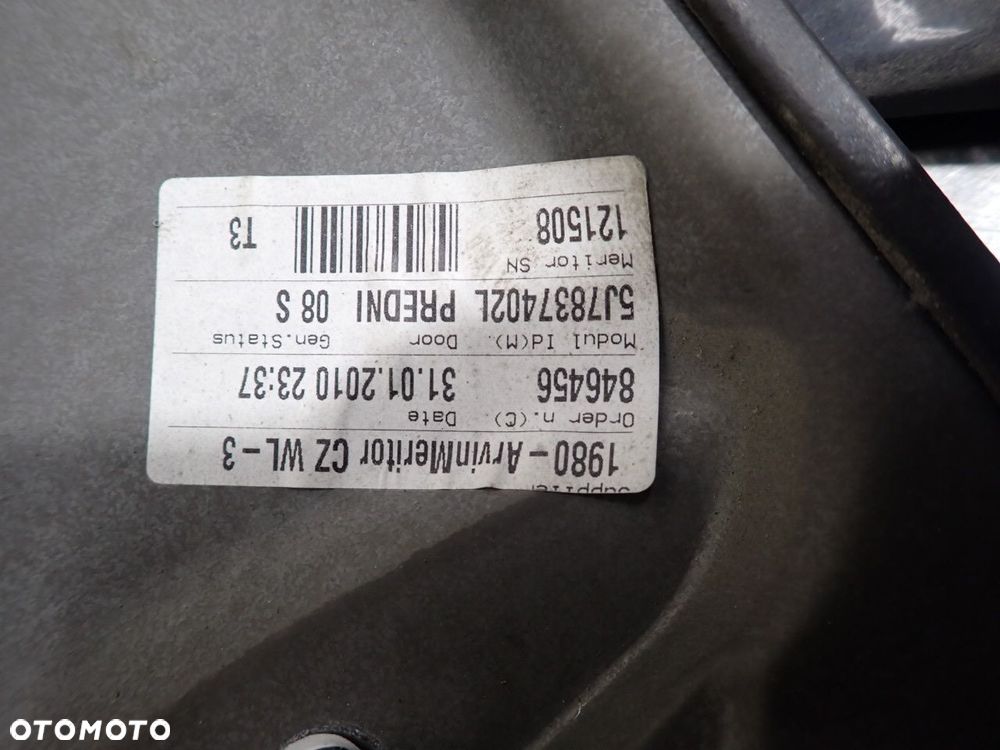 Supplier
1980 - ArvinMeritor CZ WL - 3
Order n.(C). Date
846456 31.01.2010 23:37
Modul Id(M). Door Gen.Status
5J7837402L PREDNI 08 S
Meritor SN
121508 T3
OTOMOTO